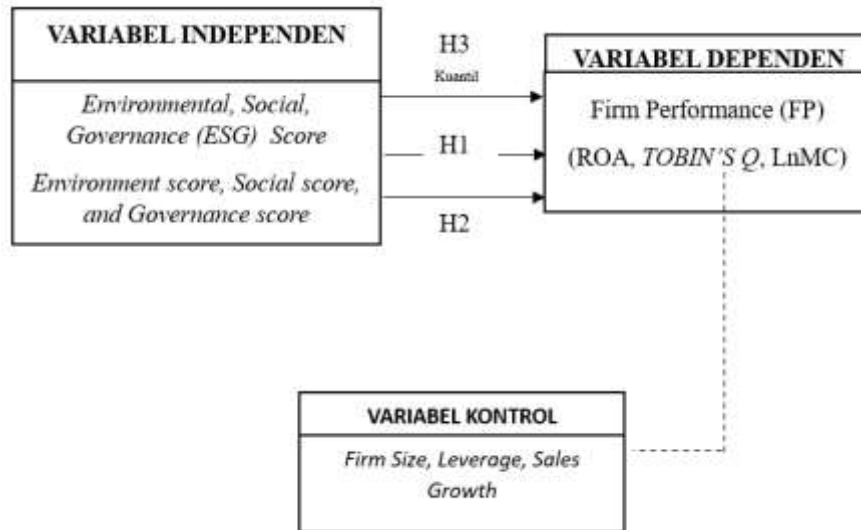 VARIABEL INDEPENDEN
Environmental, Social,
Governance (ESG) Score
Environment score, Social score,
and Governance score
H3
Kuantil
H1
H2
VARIABEL DEPENDEN
Firm Performance (FP)
(ROA, TOBIN'S Q, LnMC)
VARIABEL KONTROL
Firm Size, Leverage, Sales
Growth